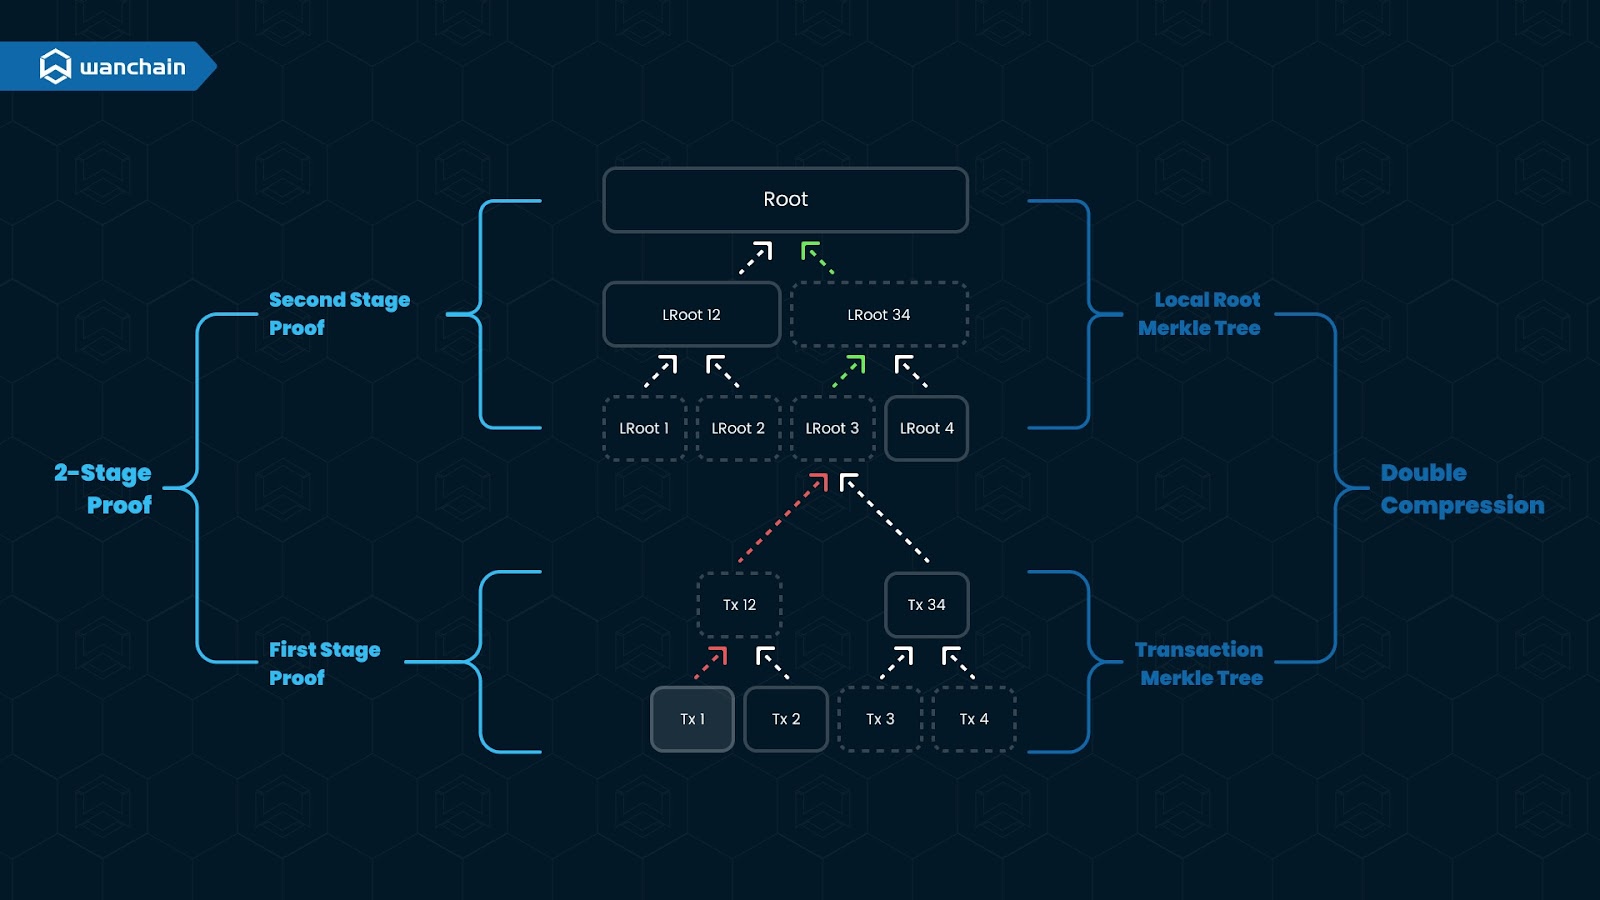 wanchain
Root
Second Stage
Proof
LRoot 12
LRoot 34
Local Root
Merkle Tree
LRoot 1
LRoot 2
LRoot 3
LRoot 4
2-Stage
Proof
Double
Compression
Tx 12
Tx 34
First Stage
Proof
Transaction
Merkle Tree
Tx 1
Tx 2
Tx 3
Tx 4